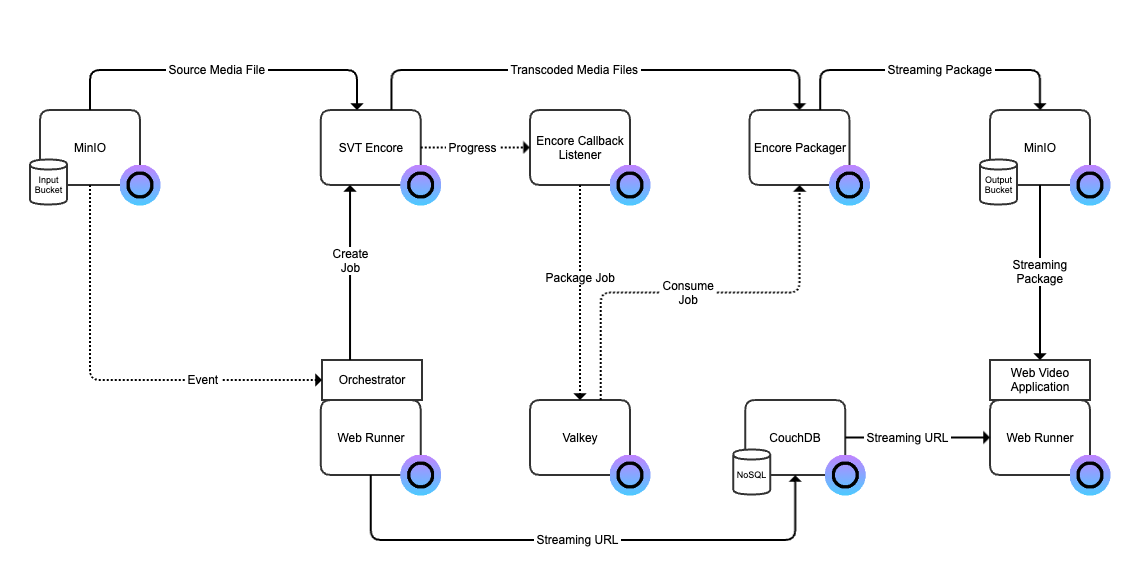 Source Media File
Transcoded Media Files
Streaming Package
MinIO
Input
Bucket
SVT Encore
Progress
Encore Callback
Listener
Encore Packager
MinIO
Output
Bucket
Create
Job
Package Job
Consume
Job
Streaming
Package
Event
Orchestrator
Web Runner
Valkey
CouchDB
NoSQL
Streaming URL
Web Video
Application
Web Runner
Streaming URL